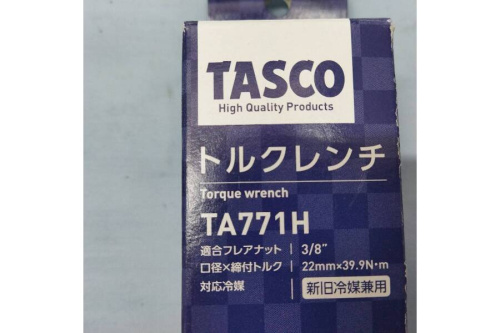 TASCO
High Quality Products
トルクレンチ
Torque wrench
TA771H
適合フレアナット | 3/8"
口径×締付トルク | 22mm×39.9N・m
対応冷媒 | 新旧冷媒兼用